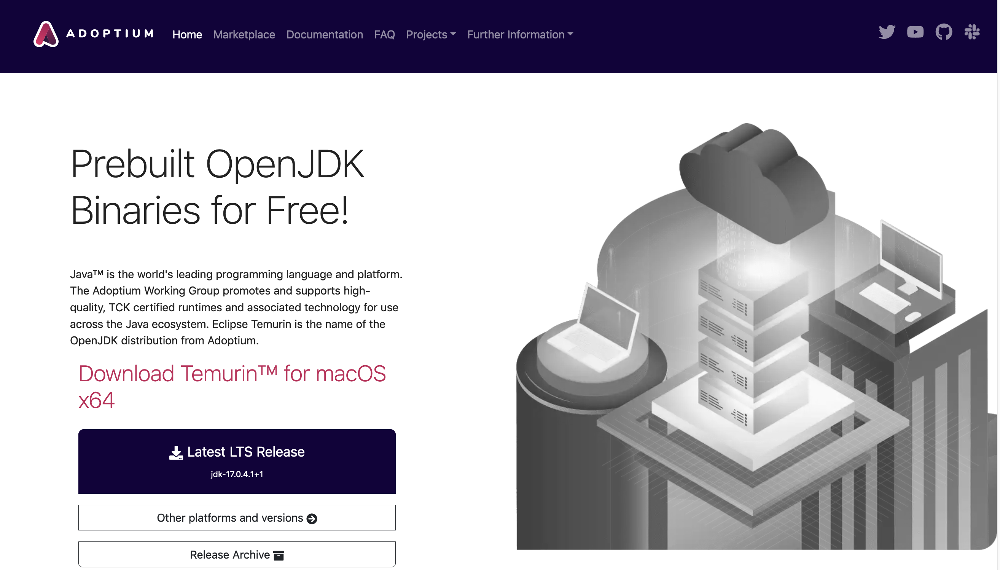 ADOPTIUM Home Marketplace Documentation FAQ Projects Further Information
Prebuilt OpenJDK
Binaries for Free!
Java™ is the world's leading programming language and platform.
The Adoptium Working Group promotes and supports high-
quality, TCK certified runtimes and associated technology for use
across the Java ecosystem. Eclipse Temurin is the name of the
OpenJDK distribution from Adoptium.
Download Temurin™ for macOS
x64
Latest LTS Release
jdk-17.0.4.1+1
Other platforms and versions
Release Archive